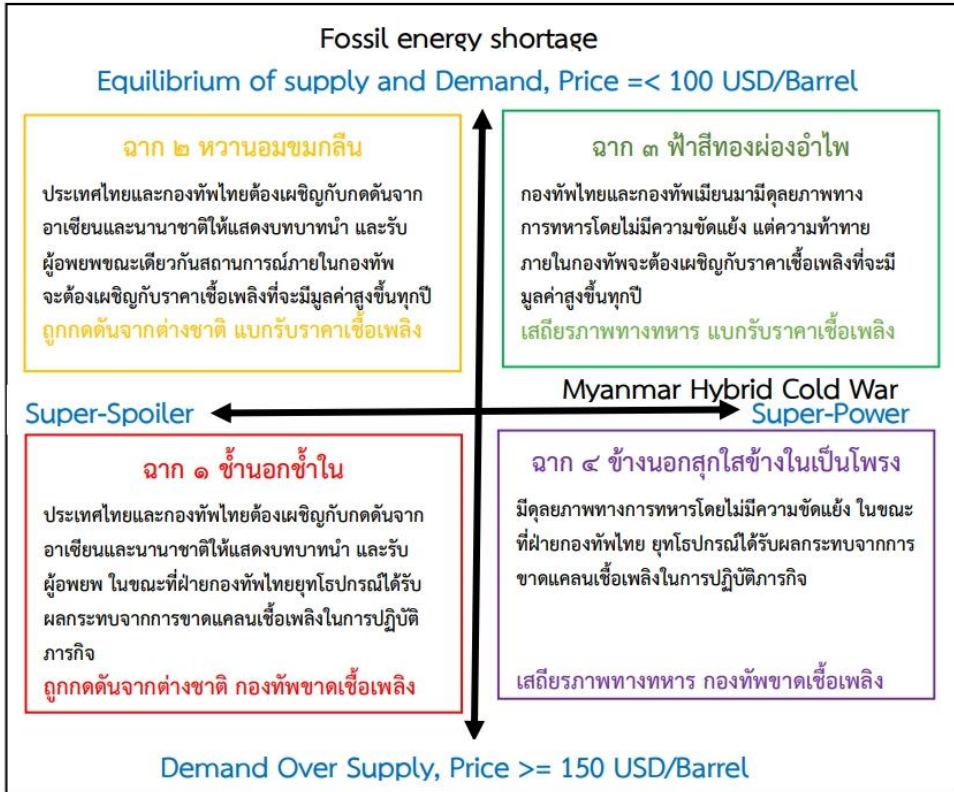 Fossil energy shortage
Equilibrium of supply and Demand, Price =< 100 USD/Barrel
ฉาก ๒ หวานอมขมกลืน
ประเทศไทยและกองทัพไทยต้องเผชิญกับกดดันจาก
อาเซียนและนานาชาติให้แสดงบทบาทนำ และรับ
ผู้อพยพขณะเดียวกันสถานการณ์ภายในกองทัพ
จะต้องเผชิญกับราคาเชื้อเพลิงที่จะมีมูลค่าสูงขึ้นทุกปี
ถูกกดดันจากต่างชาติ แบกรับราคาเชื้อเพลิง
ฉาก ๓ ฟ้าสีทองผ่องอำไพ
กองทัพไทยและกองทัพเมียนมามีดุลยภาพทาง
การทหารโดยไม่มีความขัดแย้ง แต่ความท้าทาย
ภายในกองทัพจะต้องเผชิญกับราคาเชื้อเพลิงที่จะมี
มูลค่าสูงขึ้นทุกปี
เสถียรภาพทางทหาร แบกรับราคาเชื้อเพลิง
Myanmar Hybrid Cold War
Super-Spoiler
Super-Power
ฉาก ๑ ช้ำนอกช้ำใน
ประเทศไทยและกองทัพไทยต้องเผชิญกับกดดันจาก
อาเซียนและนานาชาติให้แสดงบทบาทนำ และรับ
ผู้อพยพ ในขณะที่ฝ่ายกองทัพไทยยุทโธปกรณ์ได้รับ
ผลกระทบจากการขาดแคลนเชื้อเพลิงในการปฏิบัติ
ภารกิจ
ถูกกดดันจากต่างชาติ กองทัพขาดเชื้อเพลิง
ฉาก ๔ ข้างนอกสุกใสข้างในเป็นโพรง
มีดุลยภาพทางการทหารโดยไม่มีความขัดแย้ง ในขณะ
ที่ฝ่ายกองทัพไทย ยุทโธปกรณ์ได้รับผลกระทบจากการ
ขาดแคลนเชื้อเพลิงในการปฏิบัติภารกิจ
เสถียรภาพทางทหาร กองทัพขาดเชื้อเพลิง
Demand Over Supply, Price >= 150 USD/Barrel